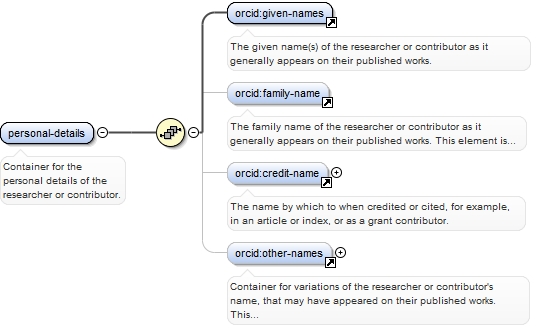 orcid:given-names
The given name(s) of the researcher or contributor as it
generally appears on their published works.
orcid:family-name
The family name of the researcher or contributor as it
generally appears on their published works. This element is...
personal-details
Container for the
personal details of the
researcher or contributor.
orcid:credit-name
The name by which to when credited or cited, for example,
in an article or index, or as a grant contributor.
orcid:other-names
Container for variations of the researcher or contributor's
name, that may have appeared on their published works.
This...